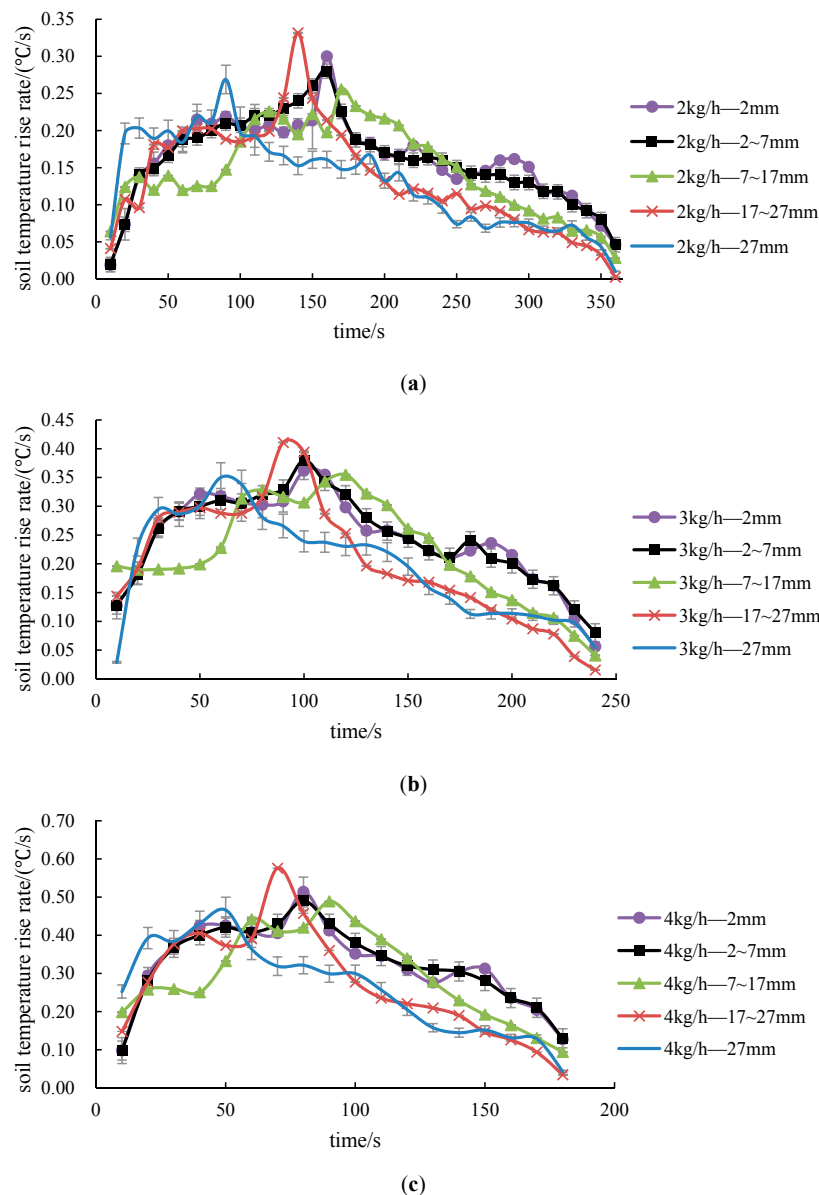 soil temperature rise rate/(℃/s)
0.35
0.30
0.25
0.20
0.15
0.10
0.05
0.00
0 50 100 150 200 250 300 350
time/s
2kg/h—2mm
2kg/h—2~7mm
2kg/h—7~17mm
2kg/h—17~27mm
2kg/h—27mm
(a)
soil temperature rise rate/(℃/s)
0.45
0.40
0.35
0.30
0.25
0.20
0.15
0.10
0.05
0.00
0 50 100 150 200 250
time/s
3kg/h—2mm
3kg/h—2~7mm
3kg/h—7~17mm
3kg/h—17~27mm
3kg/h—27mm
(b)
soil temperature rise rate/(℃/s)
0.70
0.60
0.50
0.40
0.30
0.20
0.10
0.00
0 50 100 150 200
time/s
4kg/h—2mm
4kg/h—2~7mm
4kg/h—7~17mm
4kg/h—17~27mm
4kg/h—27mm
(c)